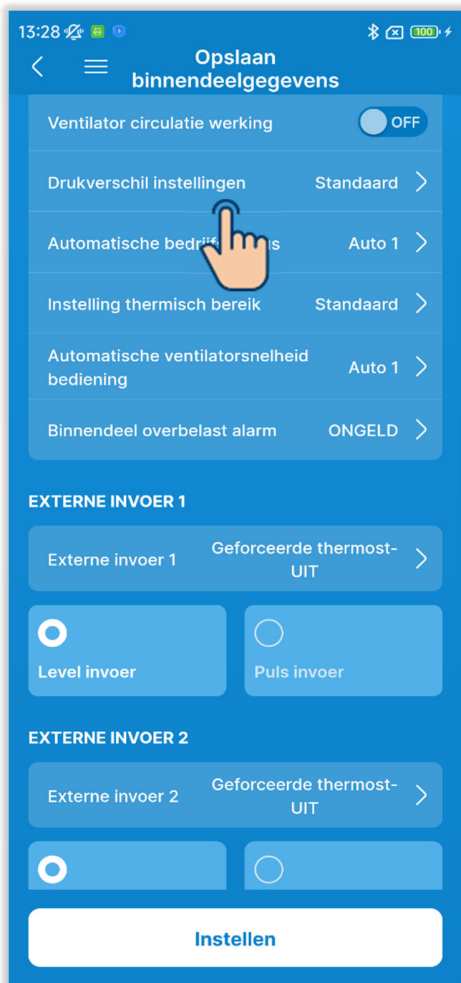 13:28
100
Opslaan
binnendeelgegevens
Ventilator circulatie werking OFF
Drukverschil instellingen Standaard
Automatische Auto 1
Instelling thermisch bereik Standaard
Automatische ventilatorsnelheid
bediening Auto 1
Binnendeel overbelast alarm ONGELD
EXTERNE INVOER 1
Externe invoer 1 Geforceerde thermost-
UIT
Level invoer Puls invoer
EXTERNE INVOER 2
Externe invoer 2 Geforceerde thermost-
UIT
Instellen